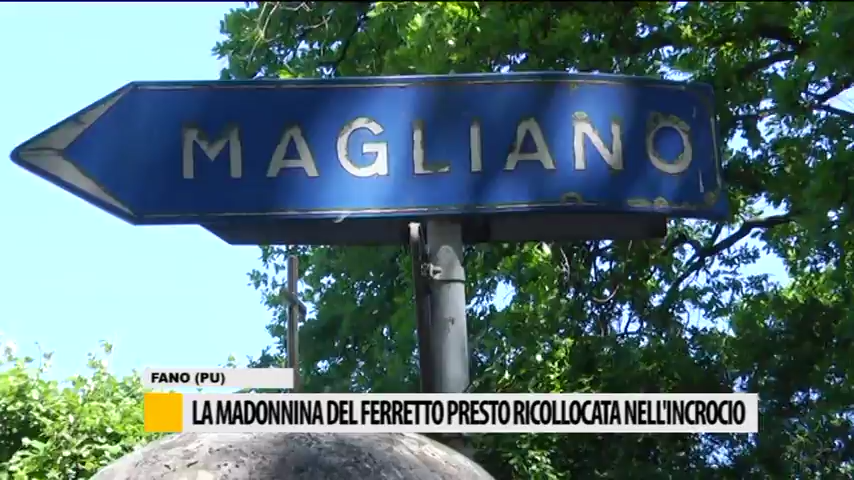 MAGLIANO
FANO (PU)
LA MADONNINA DEL FERRETTO PRESTO RICOLLOCATA NELL'INCROCIO